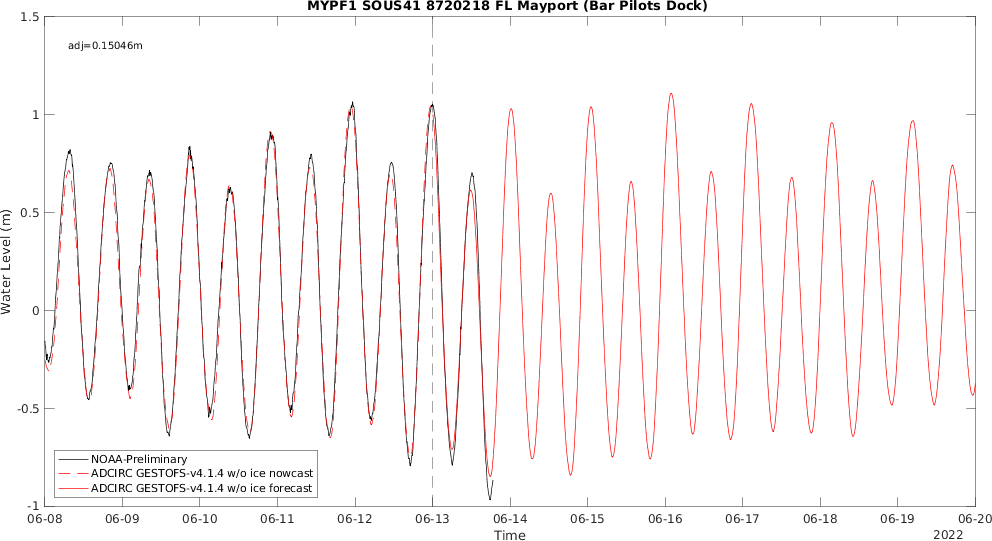 MYPF1 SOUS41 8720218 FL Mayport (Bar Pilots Dock)
1.5
adj=0.15046m
1
0.5
0
-0.5
-1
Water Level (m)
NOAA-Preliminary
ADCIRC GESTOFS-v4.1.4 w/o ice nowcast
ADCIRC GESTOFS-v4.1.4 w/o ice forecast
06-08 06-09 06-10 06-11 06-12 06-13 06-14 06-15 06-16 06-17 06-18 06-19 06-20
Time
2022